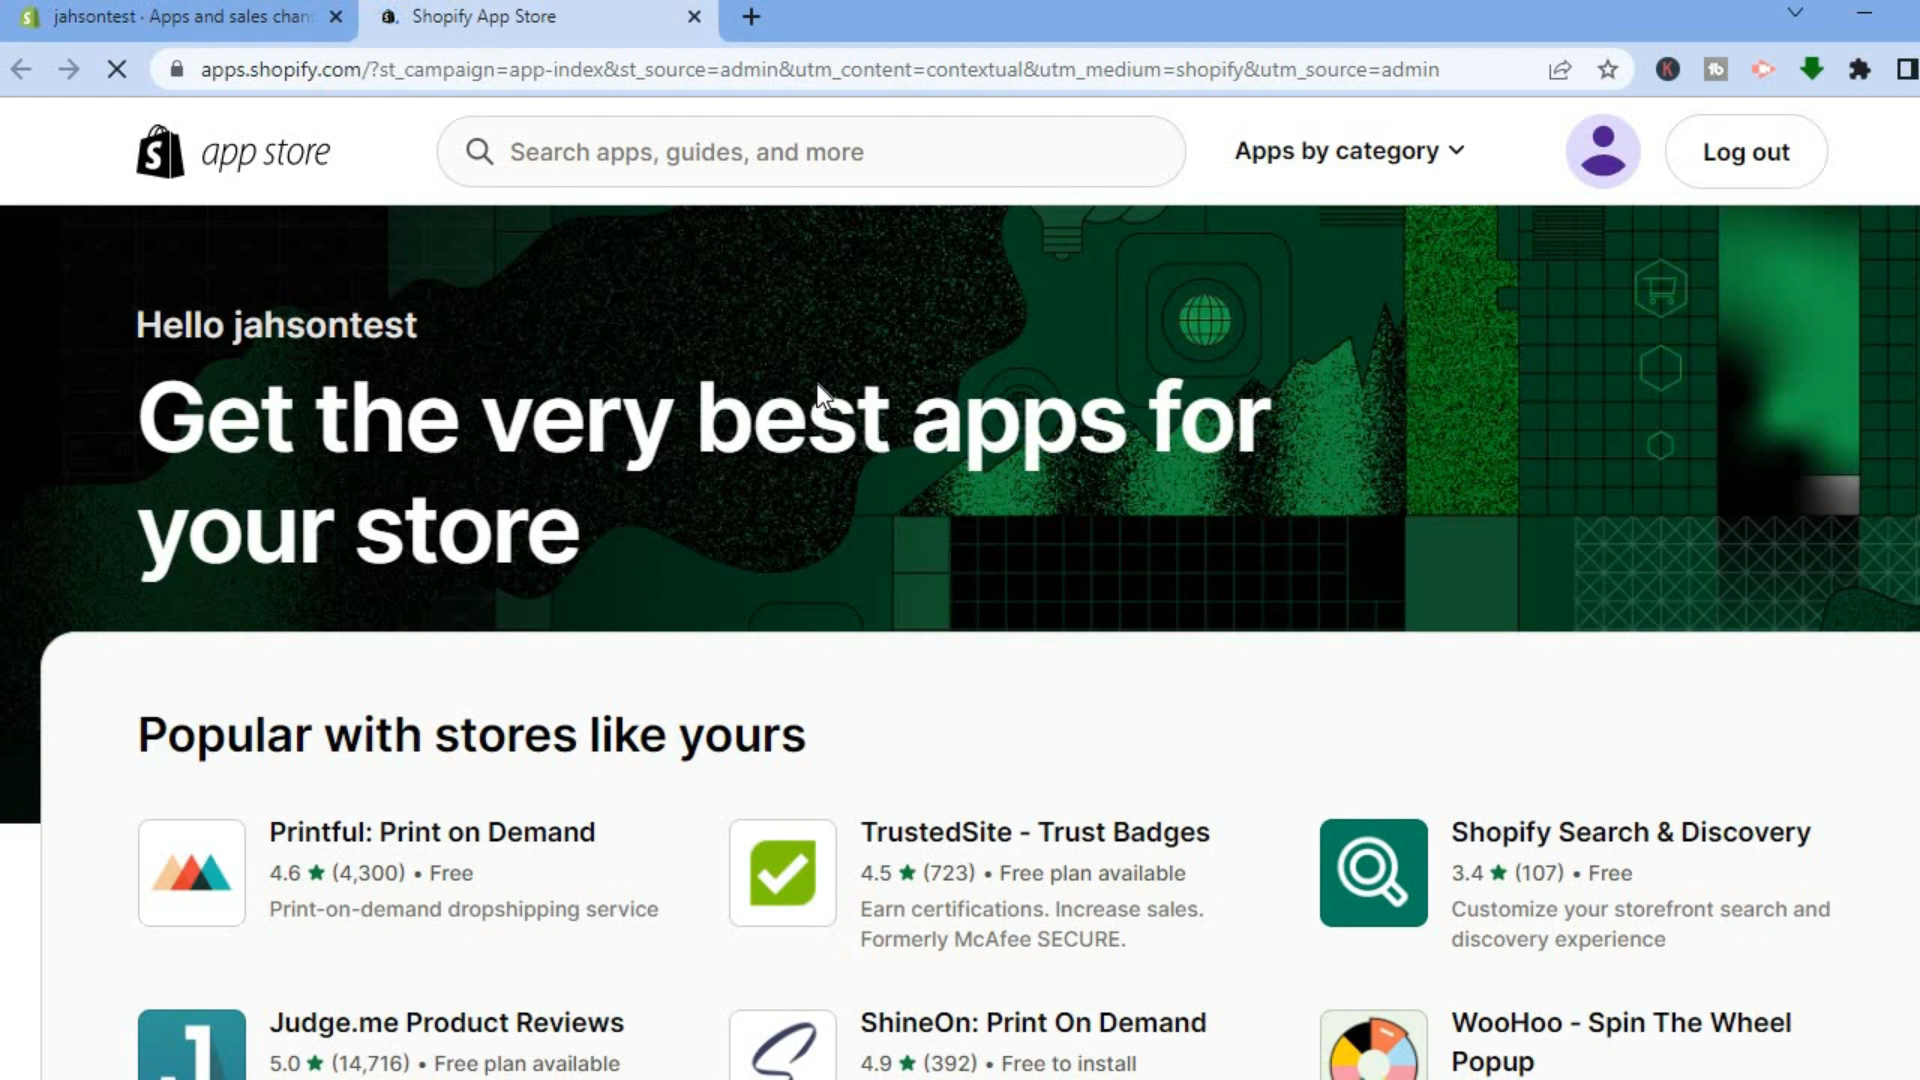 jahsontest · Apps and sales chan
Shopify App Store
apps.shopify.com/?st_campaign=app-index&st_source=admin&utm_content=contextual&utm_medium=shopify&utm_source=admin
K
tb
S
app store
Search apps, guides, and more
Apps by category
Log out
Hello jahsontest
Get the very best apps for
your store
Popular with stores like yours
Printful: Print on Demand
4.6 ★ (4,300) • Free
Print-on-demand dropshipping service
TrustedSite - Trust Badges
4.5 ★ (723) • Free plan available
Earn certifications. Increase sales.
Formerly McAfee SECURE.
Shopify Search & Discovery
3.4 ★ (107) • Free
Customize your storefront search and
discovery experience
J
Judge.me Product Reviews
5.0 ★ (14,716) • Free plan available
ShineOn: Print On Demand
4.9 ★ (392) • Free to install
WooHoo - Spin The Wheel
Popup